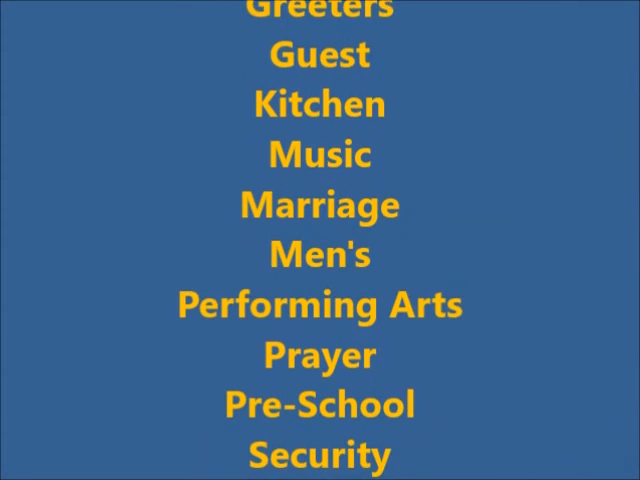 Greeters
Guest
Kitchen
Music
Marriage
Men's
Performing Arts
Prayer
Pre-School
Security